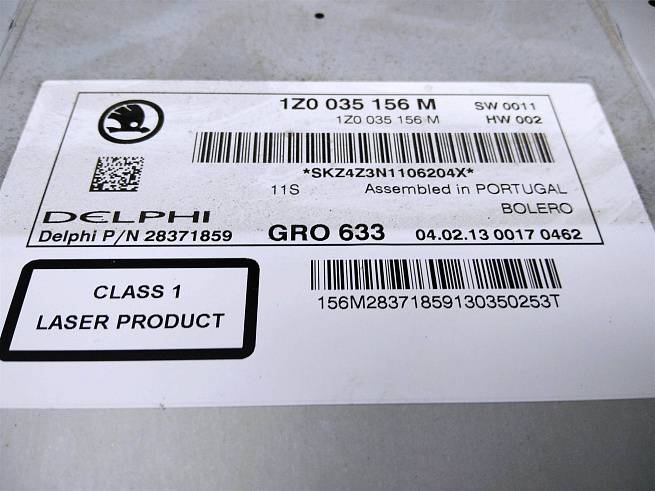 1Z0 035 156 M SW 0011
1Z0 035 156 M HW 002
*SKZ4Z3N1106204X*
11S Assembled in PORTUGAL
DELPHI BOLERO
Delphi P/N 28371859 GRO 633 04.02.13 0017 0462
CLASS 1
LASER PRODUCT
156M28371859130350253T